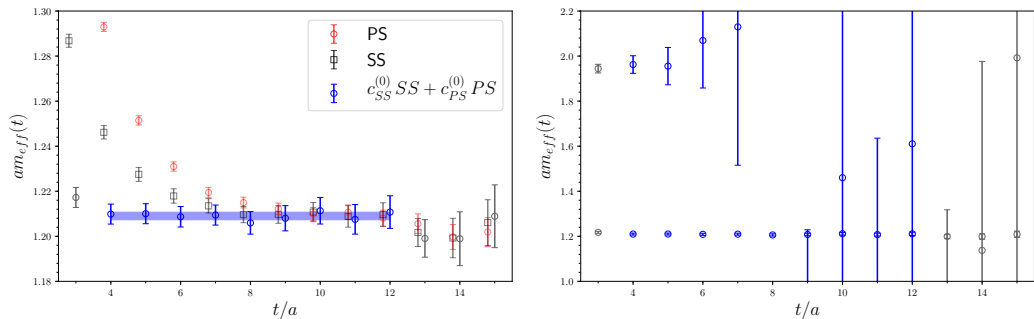 1.30
1.28
1.26
1.24
1.22
1.20
1.18
am_{eff}(t)
4 6 8 10 12 14
t/a
PS
SS
c_{SS}^{(0)} SS + c_{PS}^{(0)} PS
2.2
2.0
1.8
1.6
1.4
1.2
1.0
am_{eff}(t)
4 6 8 10 12 14
t/a